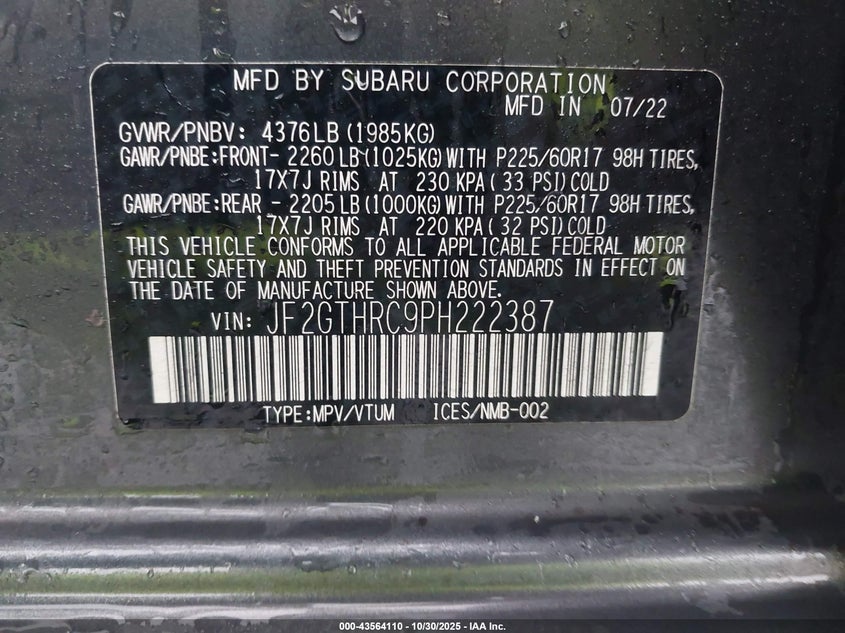 MFD BY SUBARU CORPORATION
MFD IN 07/22
GVWR/PNBV: 4376LB (1985KG)
GAWR/PNBE:FRONT- 2260 LB (1025KG) WITH P225/60R17 98H TIRES,
17X7J RIMS AT 230 KPA ( 33 PSI) COLD
GAWR/PNBE:REAR - 2205 LB (1000KG) WITH P225/60R17 98H TIRES,
17X7J RIMS AT 220 KPA ( 32 PSI) COLD
THIS VEHICLE CONFORMS TO ALL APPLICABLE FEDERAL MOTOR
VEHICLE SAFETY AND THEFT PREVENTION STANDARDS IN EFFECT ON
THE DATE OF MANUFACTURE SHOWN ABOVE.
VIN: JF2GTHRC9PH222387
TYPE:MPV/VTUM ICES/NMB-002
000-43564110 - 10/30/2025 - IAA Inc.